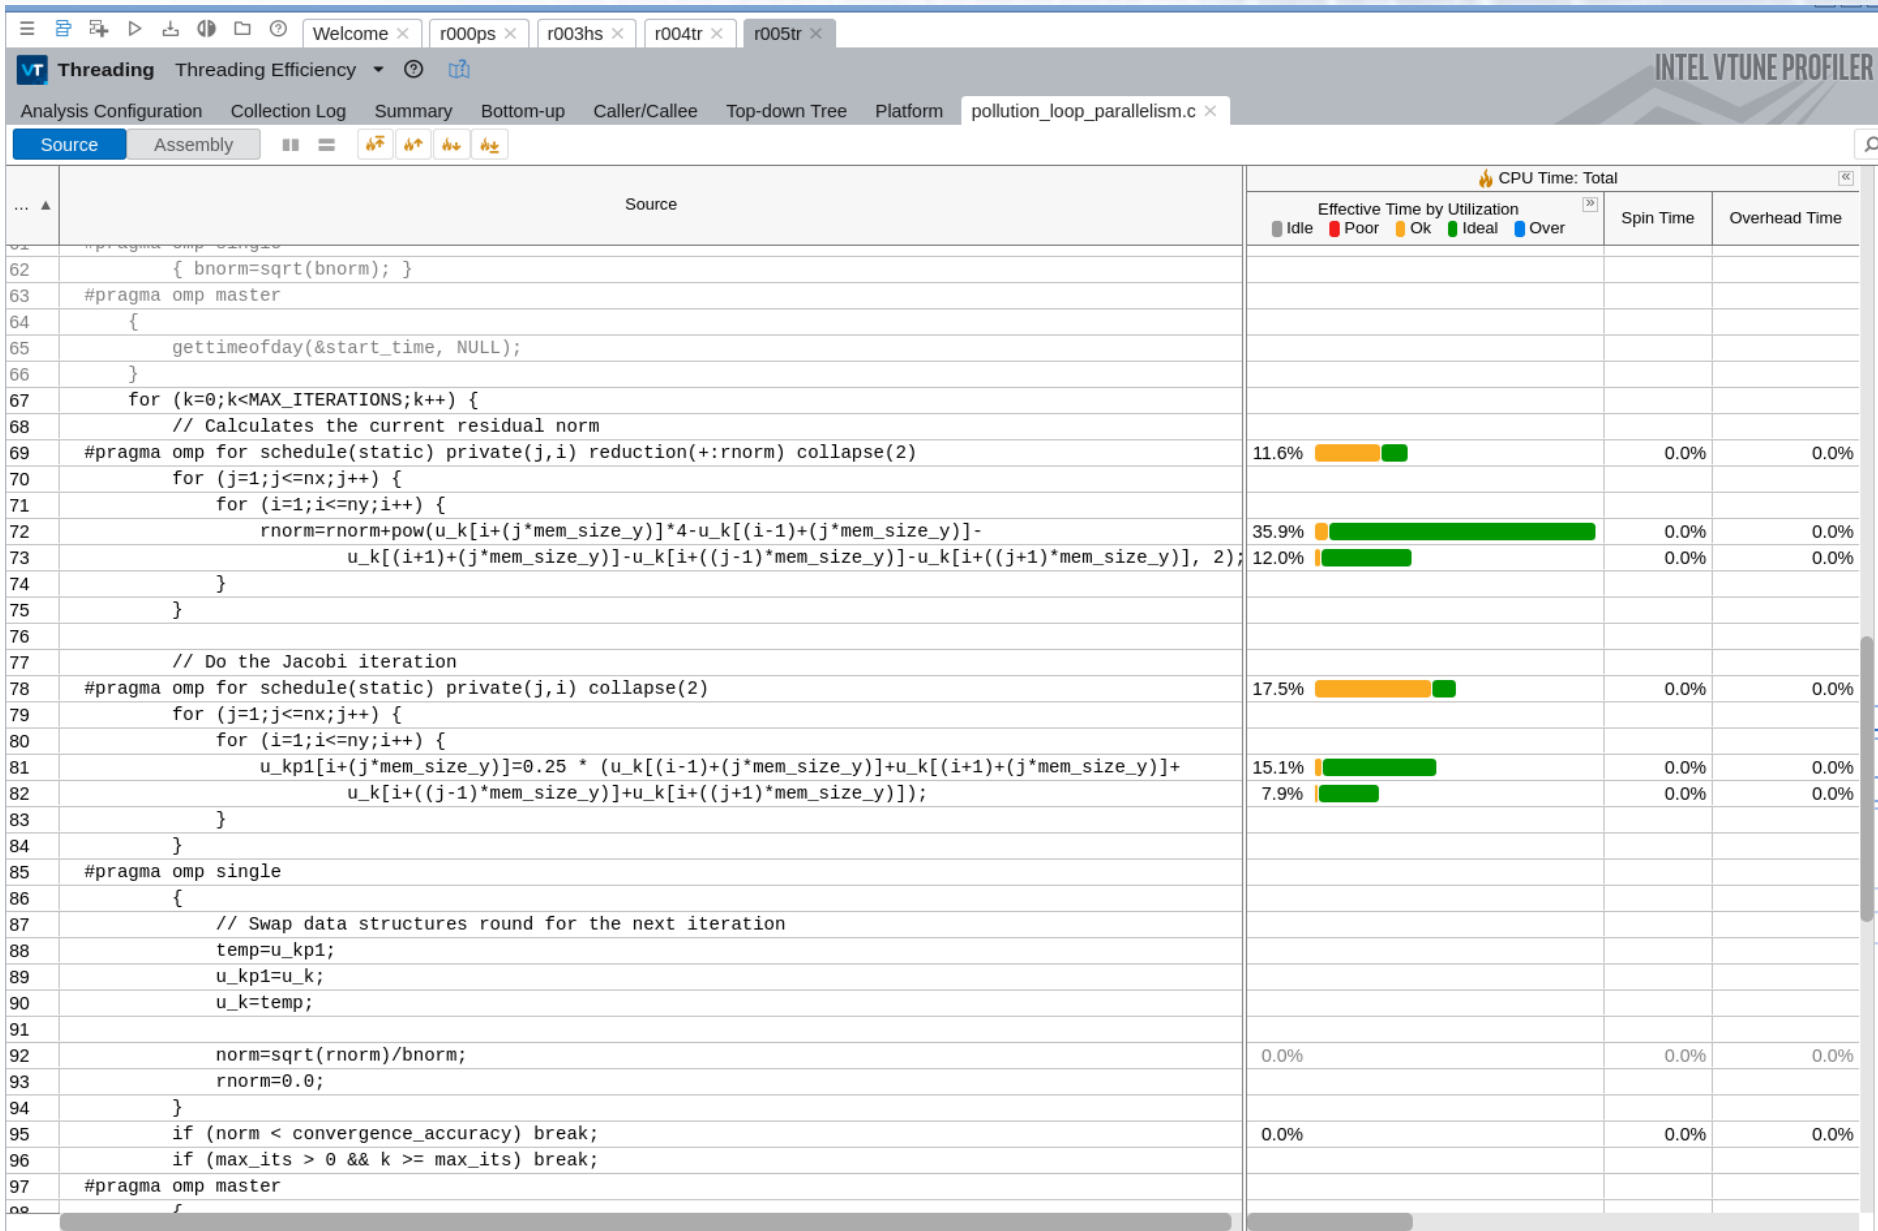 Welcome r000ps r003hs r004tr r005tr
VT Threading Threading Efficiency INTEL VTUNE PROFILER
Analysis Configuration Collection Log Summary Bottom-up Caller/Callee Top-down Tree Platform pollution_loop_parallelism.c
Source Assembly
... ▲ Source CPU Time: Total
Effective Time by Utilization Spin Time Overhead Time
Idle Poor Ok Ideal Over
61 #pragma omp single
62 { bnorm=sqrt(bnorm); }
63 #pragma omp master
64 {
65 gettimeofday(&start_time, NULL);
66 }
67 for (k=0;k<MAX_ITERATIONS;k++) {
68 // Calculates the current residual norm
69 #pragma omp for schedule(static) private(j,i) reduction(+:rnorm) collapse(2) 11.6% 0.0% 0.0%
70 for (j=1;j<=nx;j++) {
71 for (i=1;i<=ny;i++) {
72 rnorm=rnorm+pow(u_k[i+(j*mem_size_y)]*4-u_k[(i-1)+(j*mem_size_y)]- 35.9% 0.0% 0.0%
73 u_k[(i+1)+(j*mem_size_y)]-u_k[i+((j-1)*mem_size_y)]-u_k[i+((j+1)*mem_size_y)], 2); 12.0% 0.0% 0.0%
74 }
75 }
76
77 // Do the Jacobi iteration
78 #pragma omp for schedule(static) private(j,i) collapse(2) 17.5% 0.0% 0.0%
79 for (j=1;j<=nx;j++) {
80 for (i=1;i<=ny;i++) {
81 u_kp1[i+(j*mem_size_y)]=0.25 * (u_k[(i-1)+(j*mem_size_y)]+u_k[(i+1)+(j*mem_size_y)]+ 15.1% 0.0% 0.0%
82 u_k[i+((j-1)*mem_size_y)]+u_k[i+((j+1)*mem_size_y)]); 7.9% 0.0% 0.0%
83 }
84 }
85 #pragma omp single
86 {
87 // Swap data structures round for the next iteration
88 temp=u_kp1;
89 u_kp1=u_k;
90 u_k=temp;
91
92 norm=sqrt(rnorm)/bnorm; 0.0% 0.0% 0.0%
93 rnorm=0.0;
94 }
95 if (norm < convergence_accuracy) break; 0.0% 0.0% 0.0%
96 if (max_its > 0 && k >= max_its) break;
97 #pragma omp master
98 {